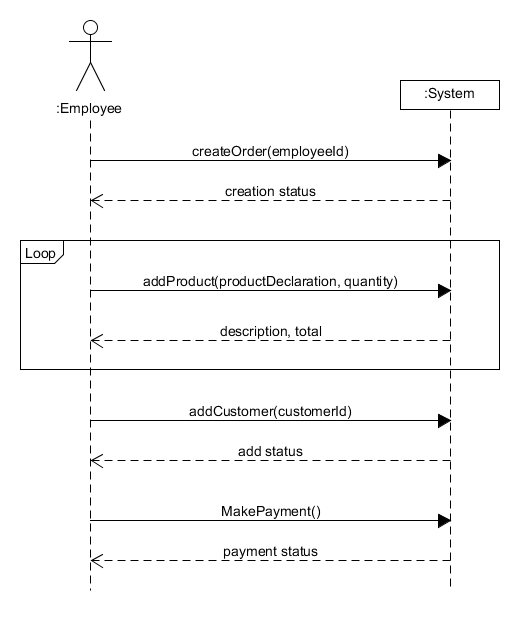 :Employee
:System
createOrder(employeeId)
creation status
Loop
addProduct(productDeclaration, quantity)
description, total
addCustomer(customerId)
add status
MakePayment()
payment status